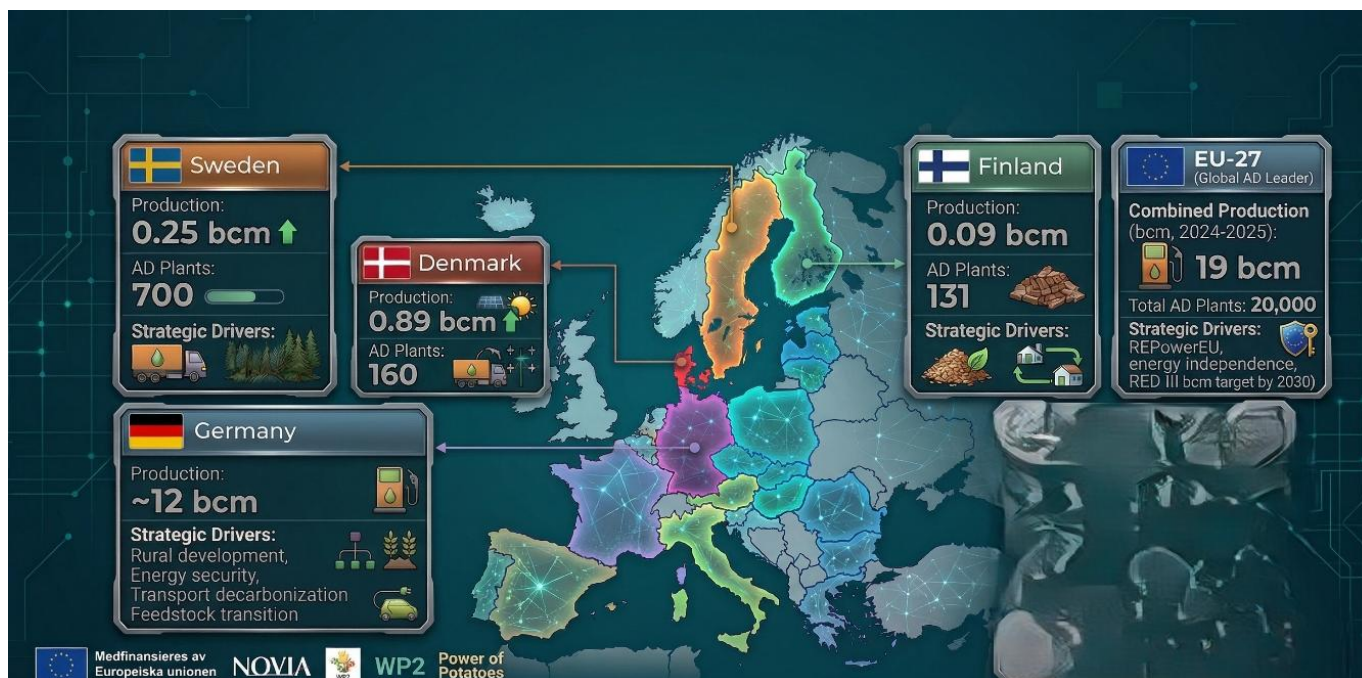 Sweden
Production:
0.25 bcm
AD Plants:
700
Strategic Drivers:
Denmark
Production:
0.89 bcm
AD Plants:
160
Germany
Production:
~12 bcm
Strategic Drivers:
Rural development,
Energy security,
Transport decarbonization
Feedstock transition
Finland
Production:
0.09 bcm
AD Plants:
131
Strategic Drivers:
EU-27
(Global AD Leader)
Combined Production
(bcm, 2024-2025):
19 bcm
Total AD Plants: 20,000
Strategic Drivers:
REPowerEU,
energy independence,
RED III bcm target by 2030)
Medfinansieres av
Europeiska unionen
NOVIA
WP2
WP2
Power of
Potatoes